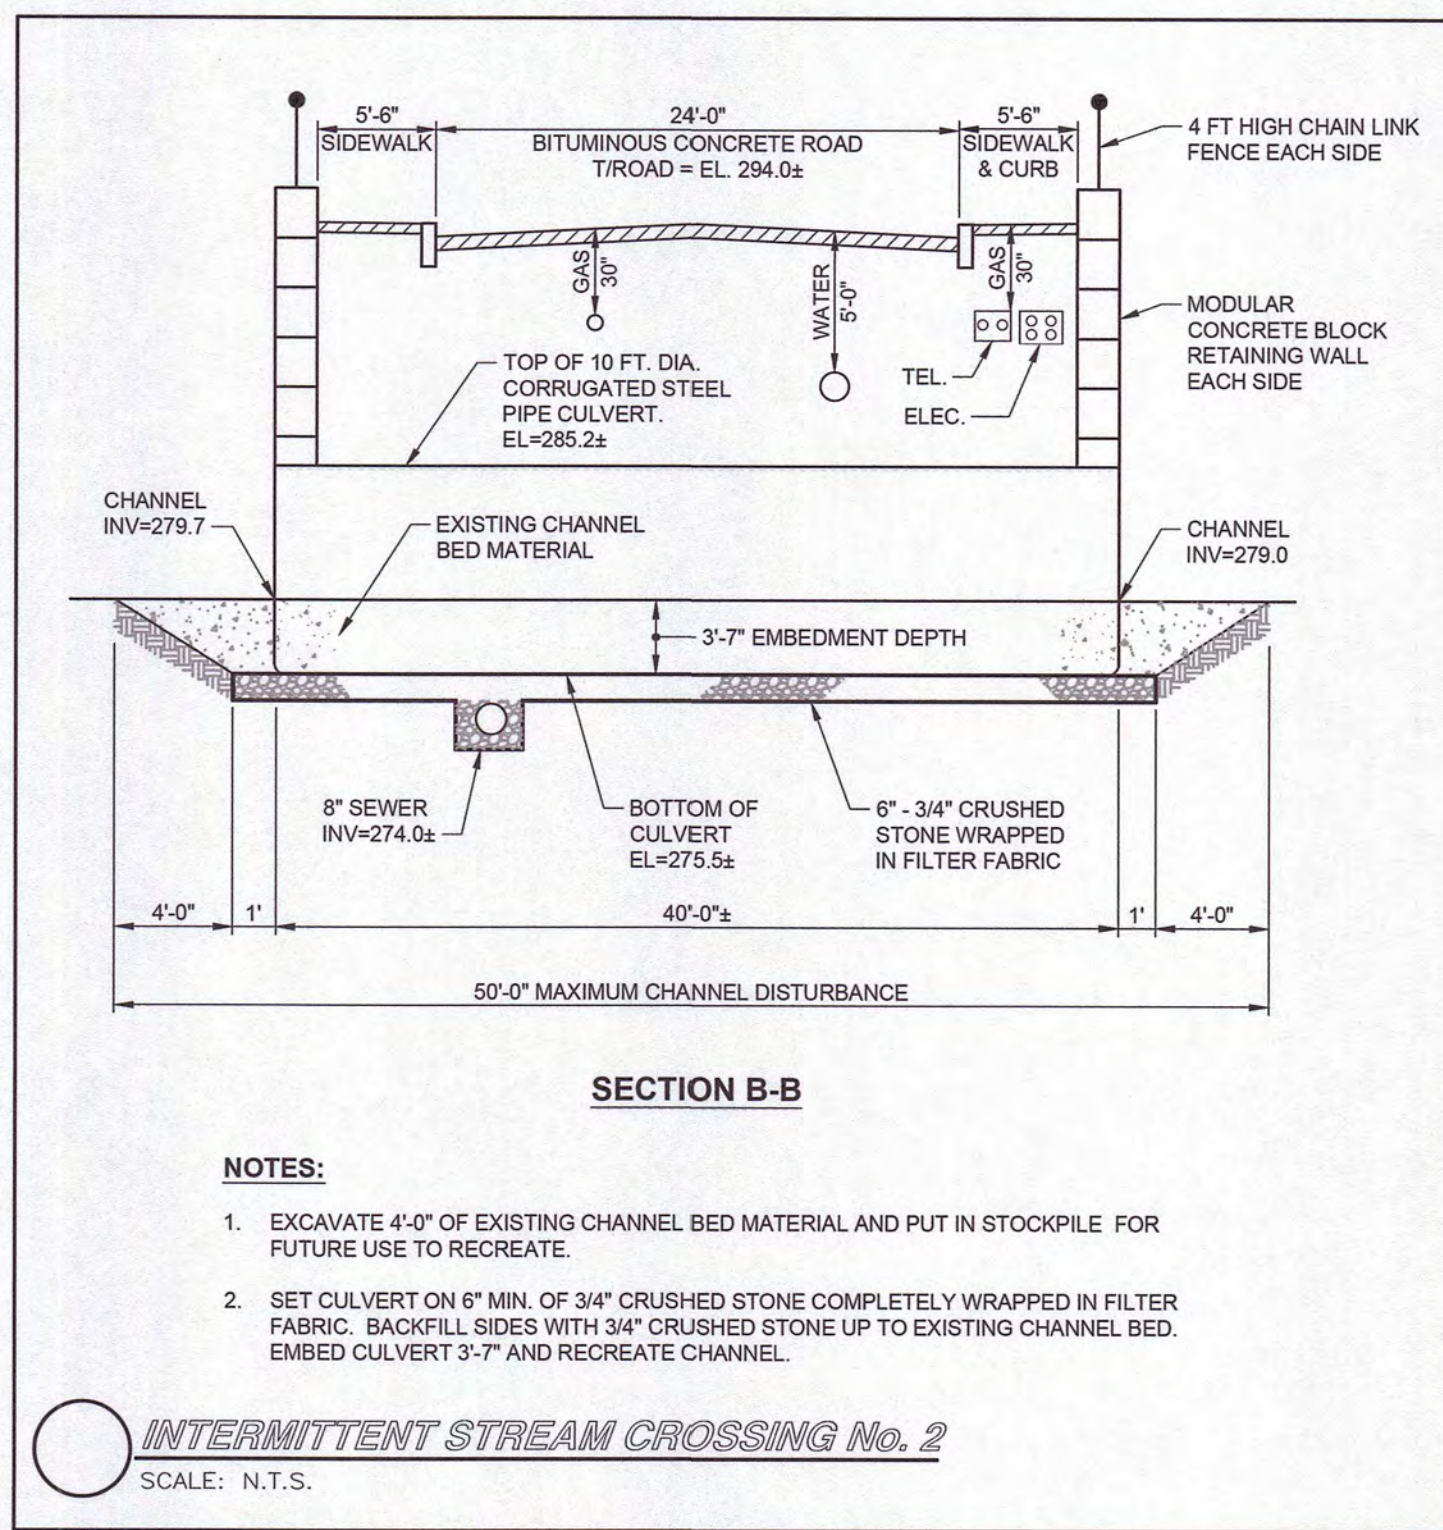 5'-6"
SIDEWALK
24'-0"
BITUMINOUS CONCRETE ROAD
T/ROAD = EL. 294.0±
5'-6"
SIDEWALK
& CURB
4 FT HIGH CHAIN LINK
FENCE EACH SIDE
GAS
30"
WATER
5'-0"
GAS
30"
MODULAR
CONCRETE BLOCK
RETAINING WALL
EACH SIDE
TOP OF 10 FT. DIA.
CORRUGATED STEEL
PIPE CULVERT.
EL=285.2±
TEL.
ELEC.
CHANNEL
INV=279.7
EXISTING CHANNEL
BED MATERIAL
CHANNEL
INV=279.0
3'-7" EMBEDMENT DEPTH
8" SEWER
INV=274.0±
BOTTOM OF
CULVERT
EL=275.5±
6" - 3/4" CRUSHED
STONE WRAPPED
IN FILTER FABRIC
4'-0"
1'
40'-0"±
1'
4'-0"
50'-0" MAXIMUM CHANNEL DISTURBANCE
SECTION B-B
NOTES:
1. EXCAVATE 4'-0" OF EXISTING CHANNEL BED MATERIAL AND PUT IN STOCKPILE FOR
FUTURE USE TO RECREATE.
2. SET CULVERT ON 6" MIN. OF 3/4" CRUSHED STONE COMPLETELY WRAPPED IN FILTER
FABRIC. BACKFILL SIDES WITH 3/4" CRUSHED STONE UP TO EXISTING CHANNEL BED.
EMBED CULVERT 3'-7" AND RECREATE CHANNEL.
INTERMITTENT STREAM CROSSING No. 2
SCALE: N.T.S.